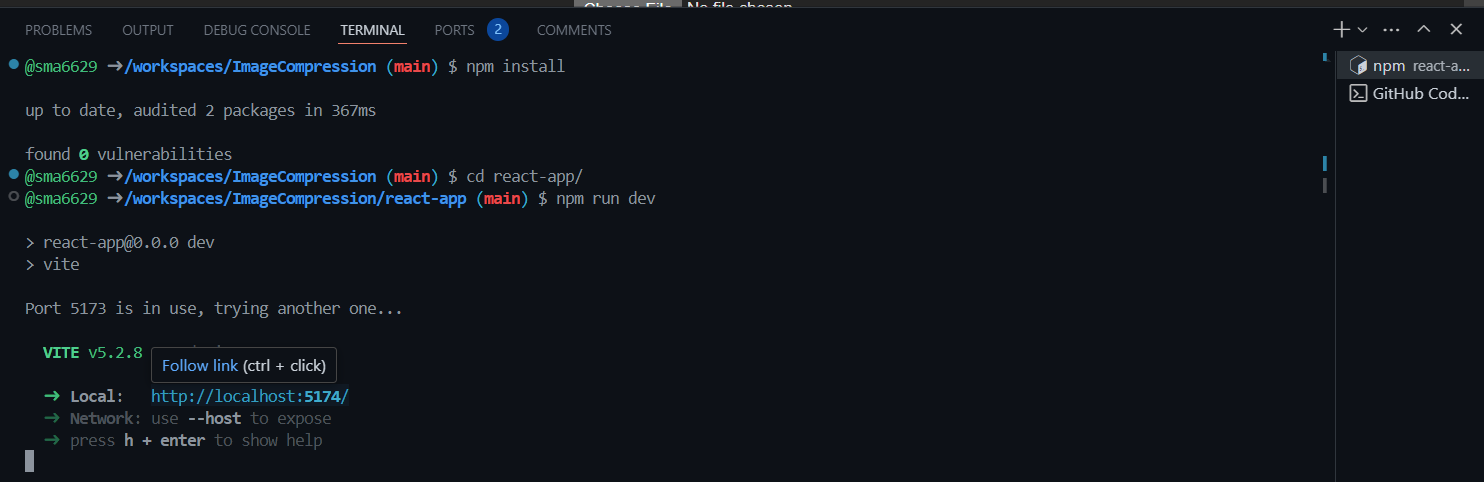 PROBLEMS OUTPUT DEBUG CONSOLE TERMINAL PORTS 2 COMMENTS
@sma6629 ➜/workspaces/ImageCompression (main) $ npm install
up to date, audited 2 packages in 367ms
found 0 vulnerabilities
@sma6629 ➜/workspaces/ImageCompression (main) $ cd react-app/
@sma6629 ➜/workspaces/ImageCompression/react-app (main) $ npm run dev
> react-app@0.0.0 dev
> vite
Port 5173 is in use, trying another one...
VITE v5.2.8
Follow link (ctrl + click)
➜ Local: http://localhost:5174/
➜ Network: use --host to expose
➜ press h + enter to show help
npm react-a...
GitHub Cod...